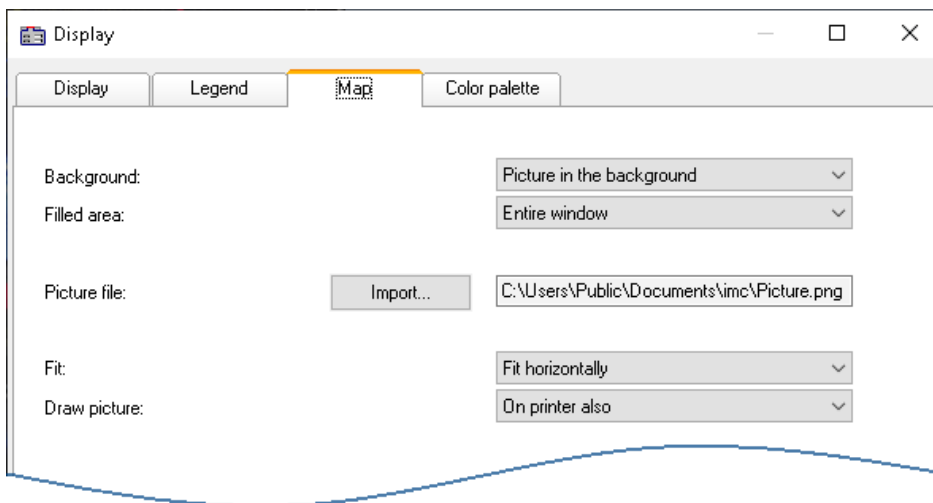 Display
Display Legend Map Color palette
Background: Picture in the background
Filled area: Entire window
Picture file: Import... C:\Users\Public\Documents\imc\Picture.png
Fit: Fit horizontally
Draw picture: On printer also